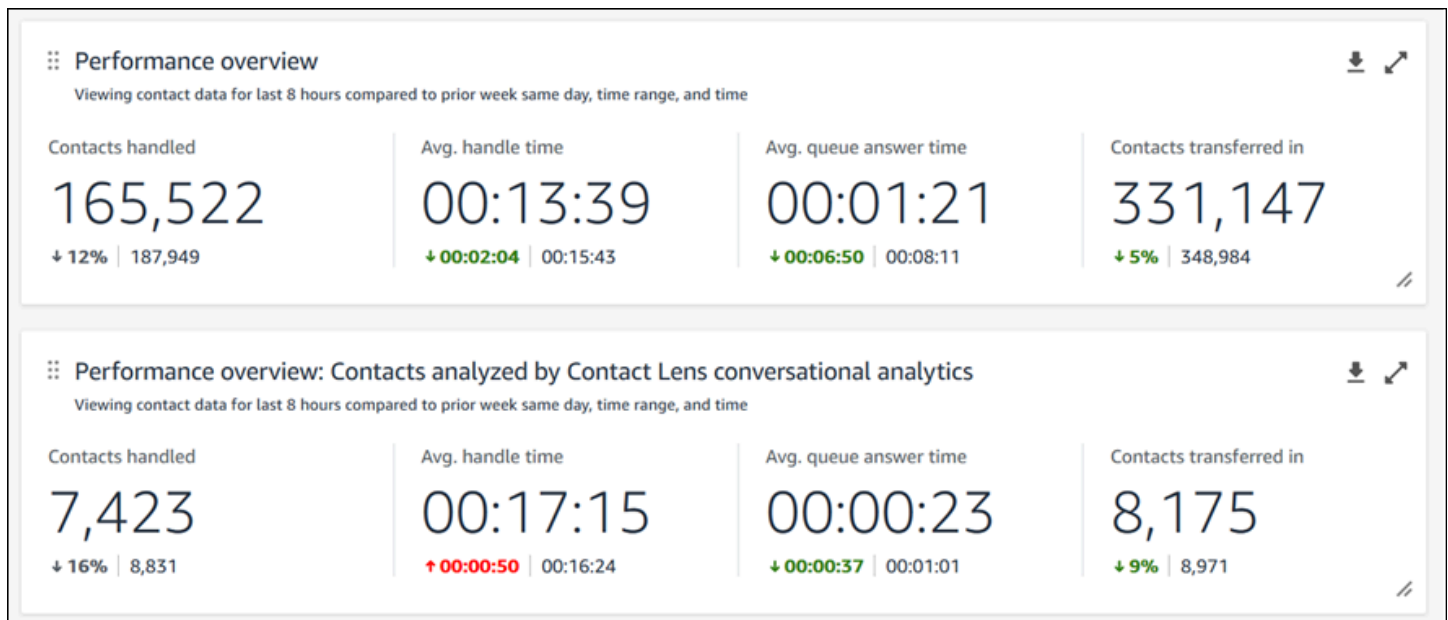 Performance overview
Viewing contact data for last 8 hours compared to prior week same day, time range, and time
Contacts handled
165,522
↓ 12% | 187,949
Avg. handle time
00:13:39
↓ 00:02:04 | 00:15:43
Avg. queue answer time
00:01:21
↓ 00:06:50 | 00:08:11
Contacts transferred in
331,147
↓ 5% | 348,984
Performance overview: Contacts analyzed by Contact Lens conversational analytics
Viewing contact data for last 8 hours compared to prior week same day, time range, and time
Contacts handled
7,423
↓ 16% | 8,831
Avg. handle time
00:17:15
↑ 00:00:50 | 00:16:24
Avg. queue answer time
00:00:23
↓ 00:00:37 | 00:01:01
Contacts transferred in
8,175
↓ 9% | 8,971